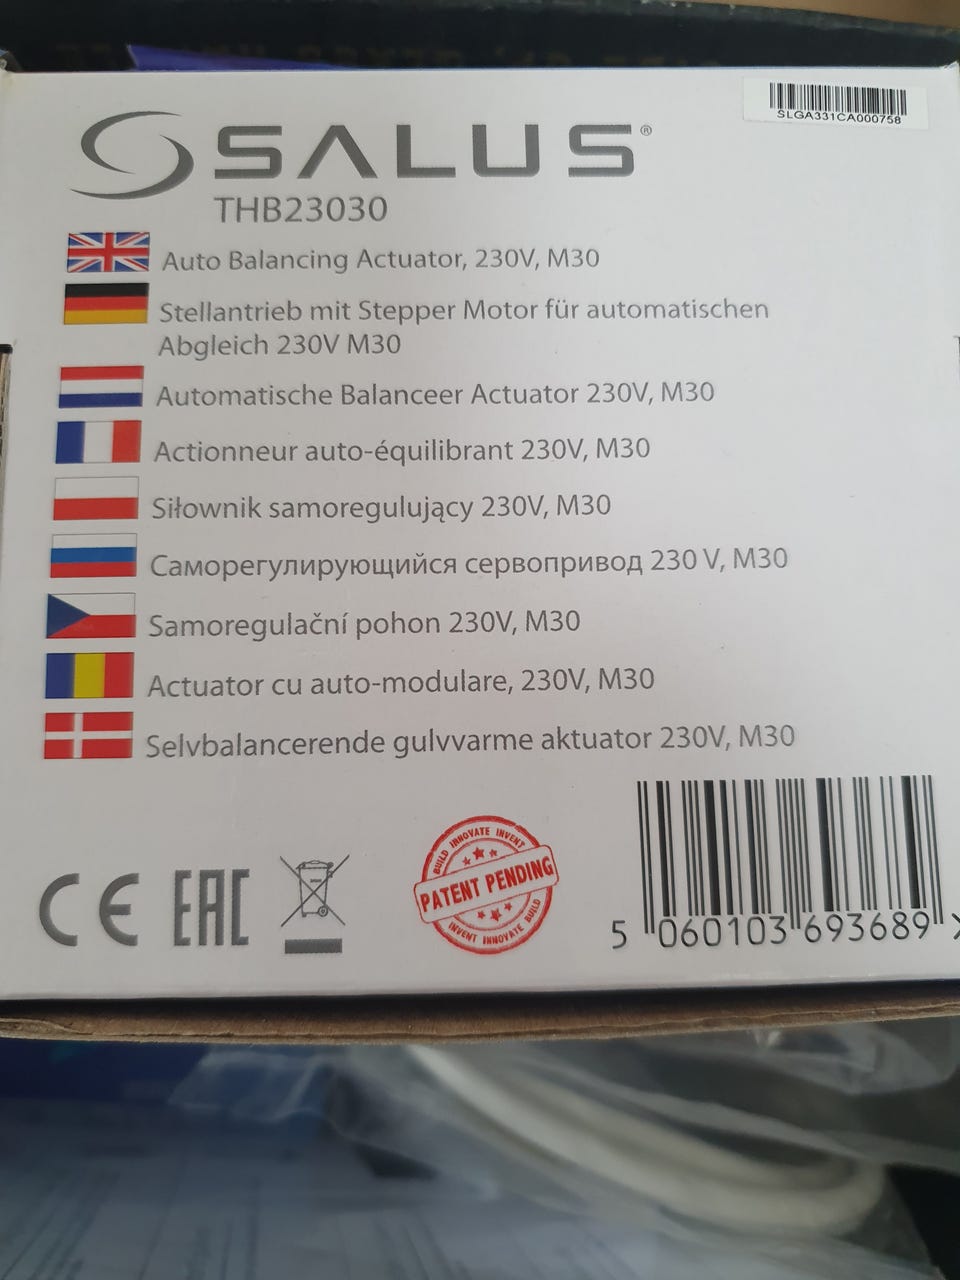 SLGA331CA000758
SALUS®
THB23030
Auto Balancing Actuator, 230V, M30
Stellantrieb mit Stepper Motor für automatischen
Abgleich 230V M30
Automatische Balanceer Actuator 230V, M30
Actionneur auto-équilibrant 230V, M30
Siłownik samoregulujący 230V, M30
Саморегулирующийся сервопривод 230 V, M30
Samoregulační pohon 230V, M30
Actuator cu auto-modulare, 230V, M30
Selvbalancerende gulvvarme aktuator 230V, M30
CE EAC
BUILD INNOVATE INVENT
PATENT PENDING
INVENT INNOVATE BUILD
5 060103 693689 >